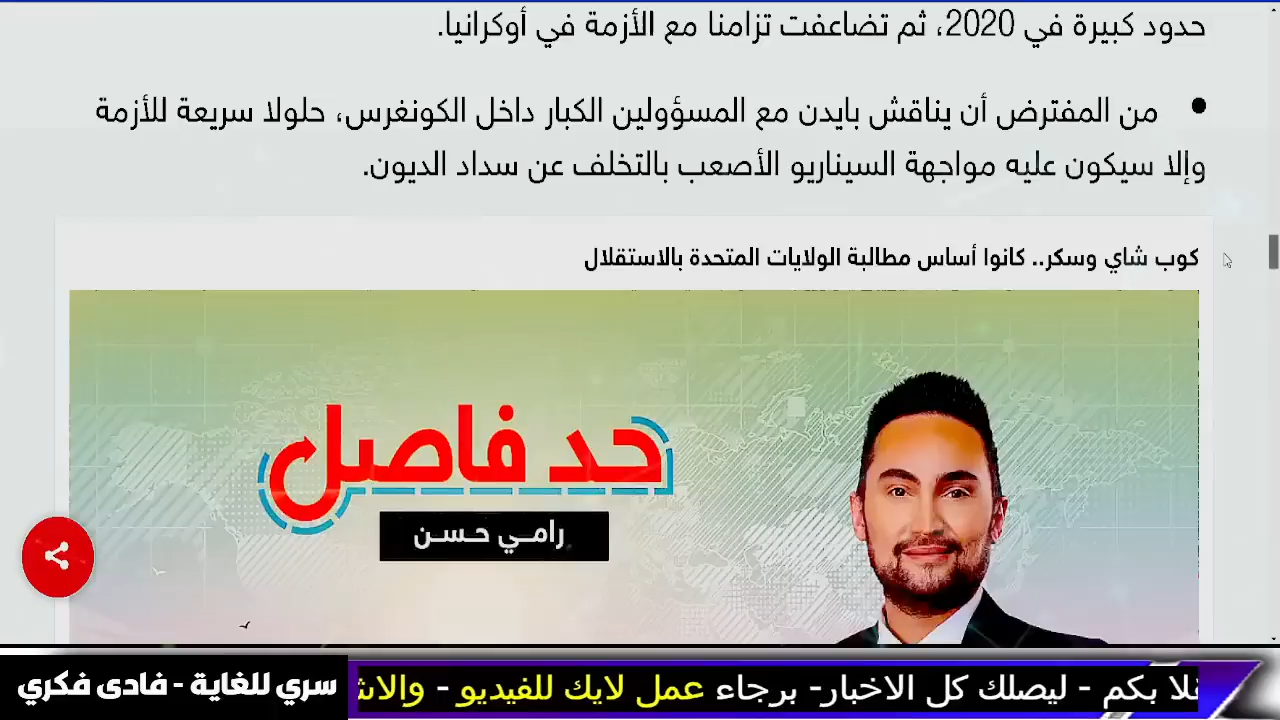 حدود كبيرة في 2020، ثم تضاعفت تزامنا مع الأزمة في أوكرانيا.
• من المفترض أن يناقش بايدن مع المسؤولين الكبار داخل الكونغرس، حلولا سريعة للأزمة
وإلا سيكون عليه مواجهة السيناريو الأصعب بالتخلف عن سداد الديون.
كوب شاي وسكر.. كانوا أساس مطالبة الولايات المتحدة بالاستقلال
حد فاصل
رامي حسن
بكم - ليصلك كل الاخبار- برجاء عمل لايك للفيديو -
سري للغاية - فادى فكري